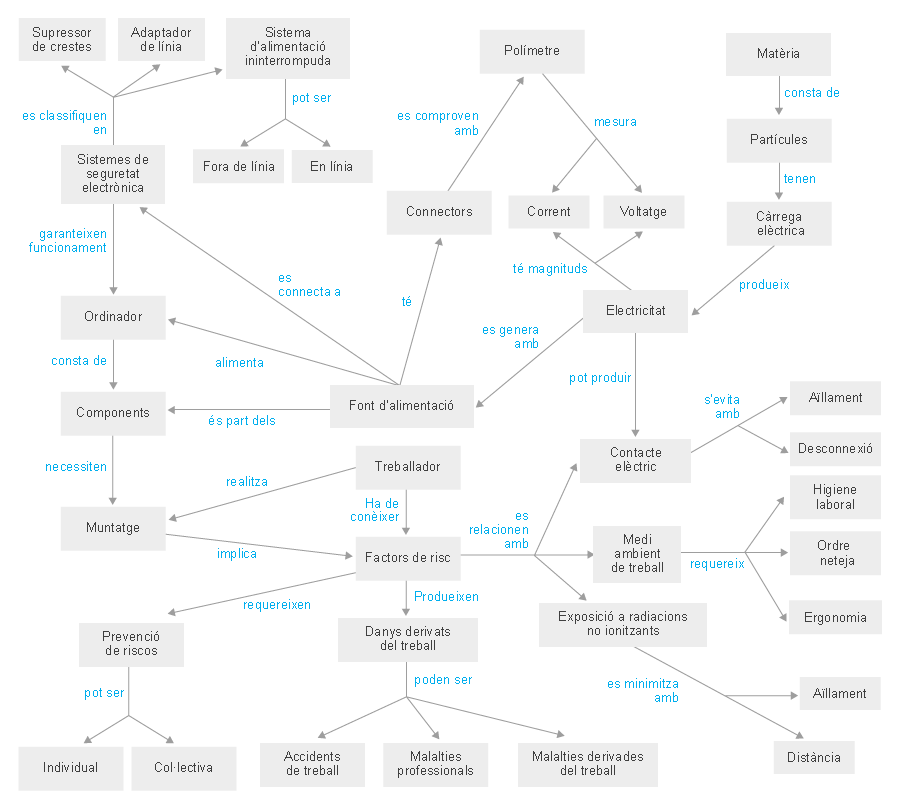 Supressor
de crestes
Adaptador
de línia
Sistema
d'alimentació
ininterrompuda
Polímetre
Matèria
pot ser
consta de
es classifiquen
en
es comproven
amb
mesura
Partícules
Sistemes de
seguretat
electrònica
Fora de línia
En línia
tenen
Connectors
Corrent
Voltatge
Càrrega
elèctrica
garanteixen
funcionament
es
connecta a
té magnituds
produeix
té
Ordinador
Electricitat
es genera
amb
consta de
alimenta
pot produir
Components
és part dels
Font d'alimentació
s'evita
amb
Aïllament
Desconnexió
necessiten
Treballador
Contacte
elèctric
realitza
Ha de
conèixer
Higiene
laboral
Muntatge
es
relacionen
amb
implica
Factors de risc
Medi
ambient
de treball
requereix
Ordre
neteja
requereixen
Produeixen
Exposició a radiacions
no ionitzants
Ergonomia
Prevenció
de riscos
Danys derivats
del treball
pot ser
poden ser
es minimitza
amb
Aïllament
Individual
Col·lectiva
Accidents
de treball
Malalties
professionals
Malalties derivades
del treball
Distància